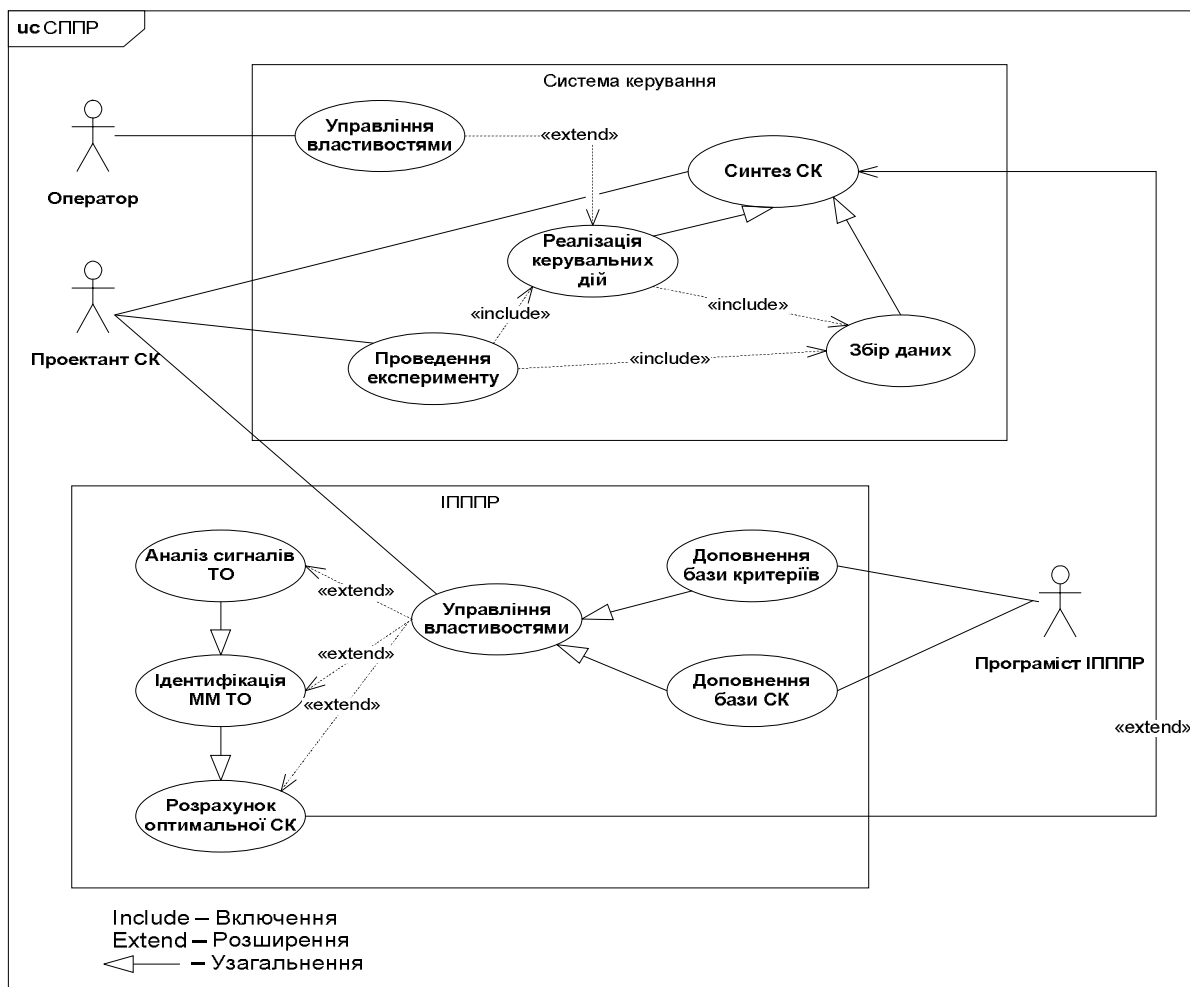 uc СППР
Система керування
Оператор
Управління
властивостями
«extend»
Синтез СК
Реалізація
керувальних
дій
Проектант СК
«include»
«include»
Проведення
експерименту
«include»
Збір даних
ІПППР
Аналіз сигналів
ТО
«extend»
Управління
властивостями
Доповнення
бази критеріїв
Програміст ІПППР
«extend»
Ідентифікація
ММ ТО
«extend»
Доповнення
бази СК
«extend»
Розрахунок
оптимальної СК
Include – Включення
Extend – Розширення
– Узагальнення